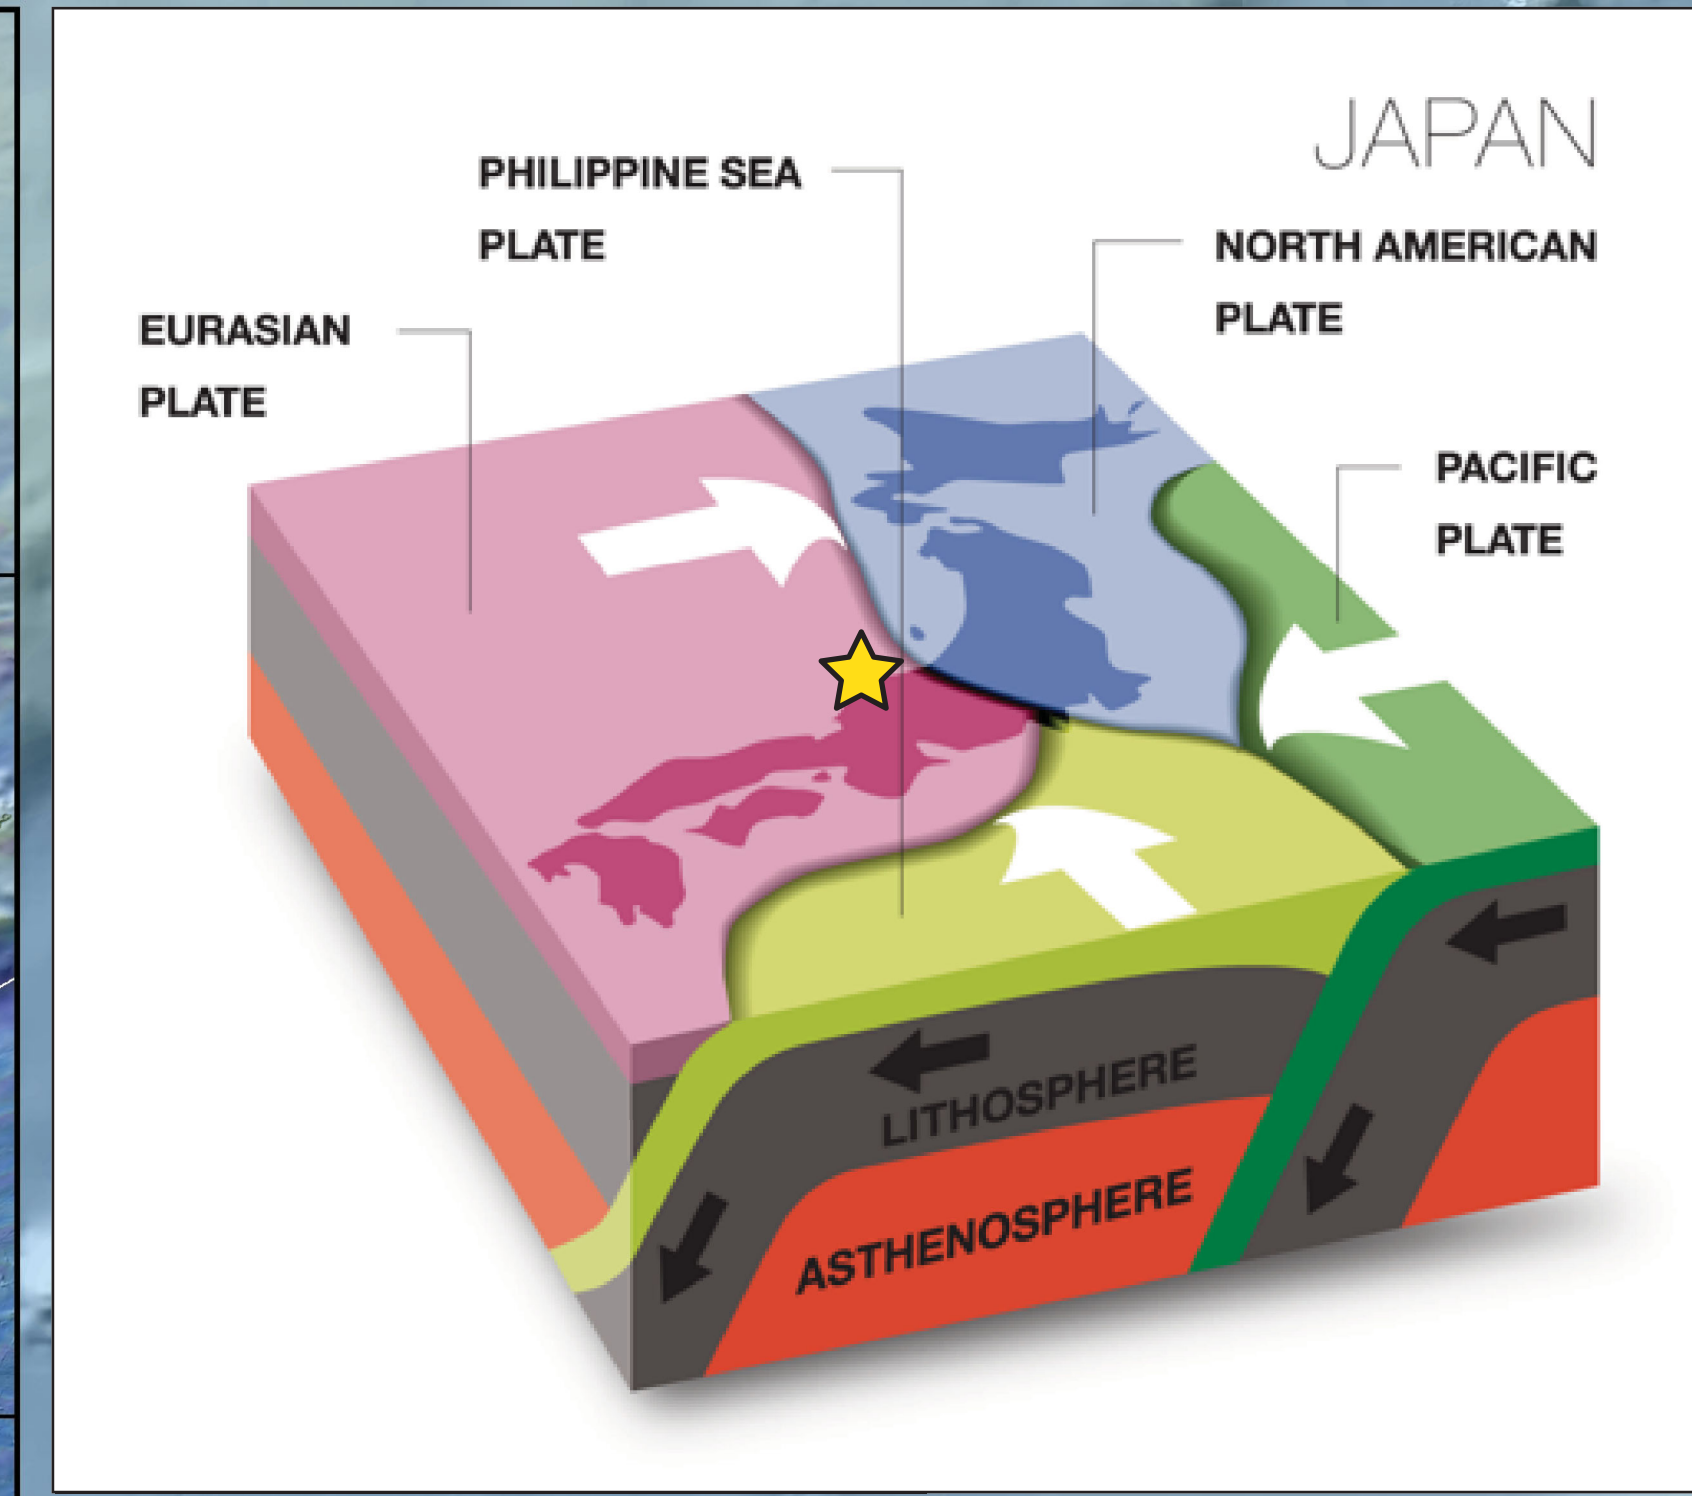 JAPAN
PHILIPPINE SEA
PLATE
NORTH AMERICAN
PLATE
EURASIAN
PLATE
PACIFIC
PLATE
LITHOSPHERE
ASTHENOSPHERE